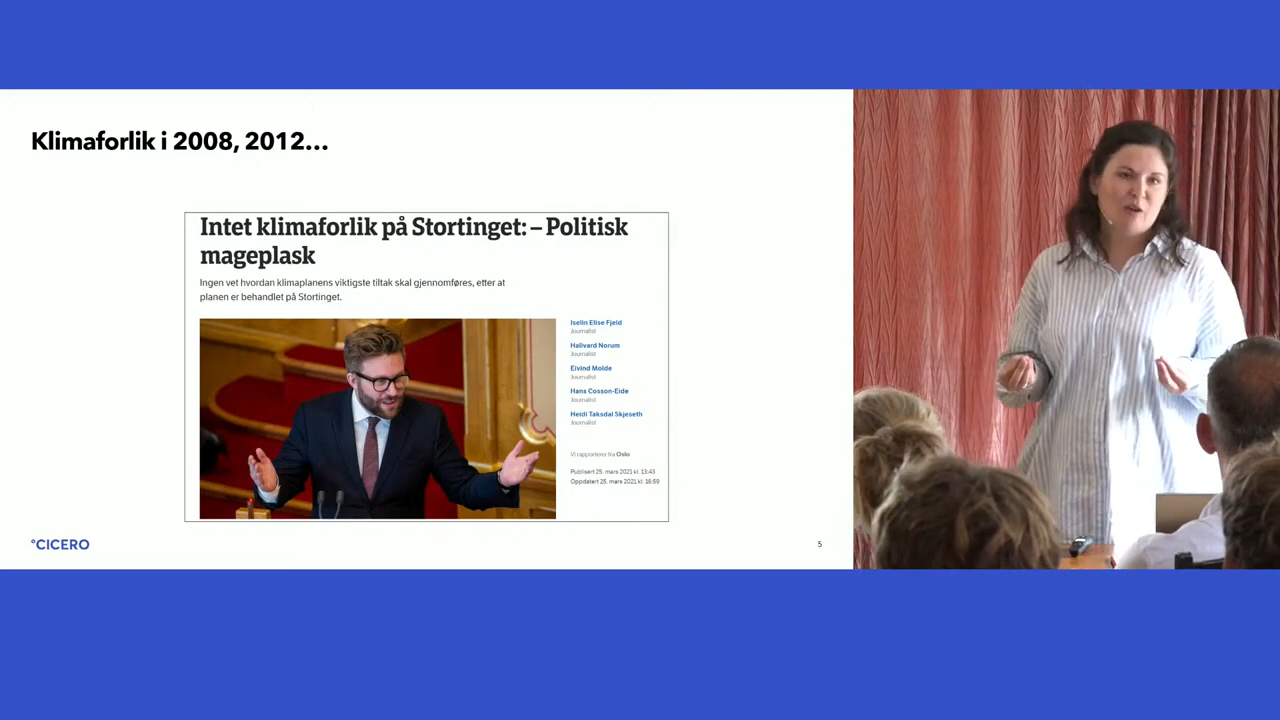 Klimaforlik i 2008, 2012...
Intet klimaforlik på Stortinget: – Politisk
mageplask
Ingen vet hvordan klimaplanens viktigste tiltak skal gjennomføres, etter at
planen er behandlet på Stortinget.
Iselin Elise Fjeld
Journalist
Hallvard Norum
Journalist
Eivind Molde
Journalist
Hans Cosson-Eide
Journalist
Heidi Taksdal Skjeseth
Journalist
Vi rapporterer fra Oslo
Publisert 25. mars 2021 kl. 13:43
Oppdatert 25. mars 2021 kl. 16:59
°CICERO
5